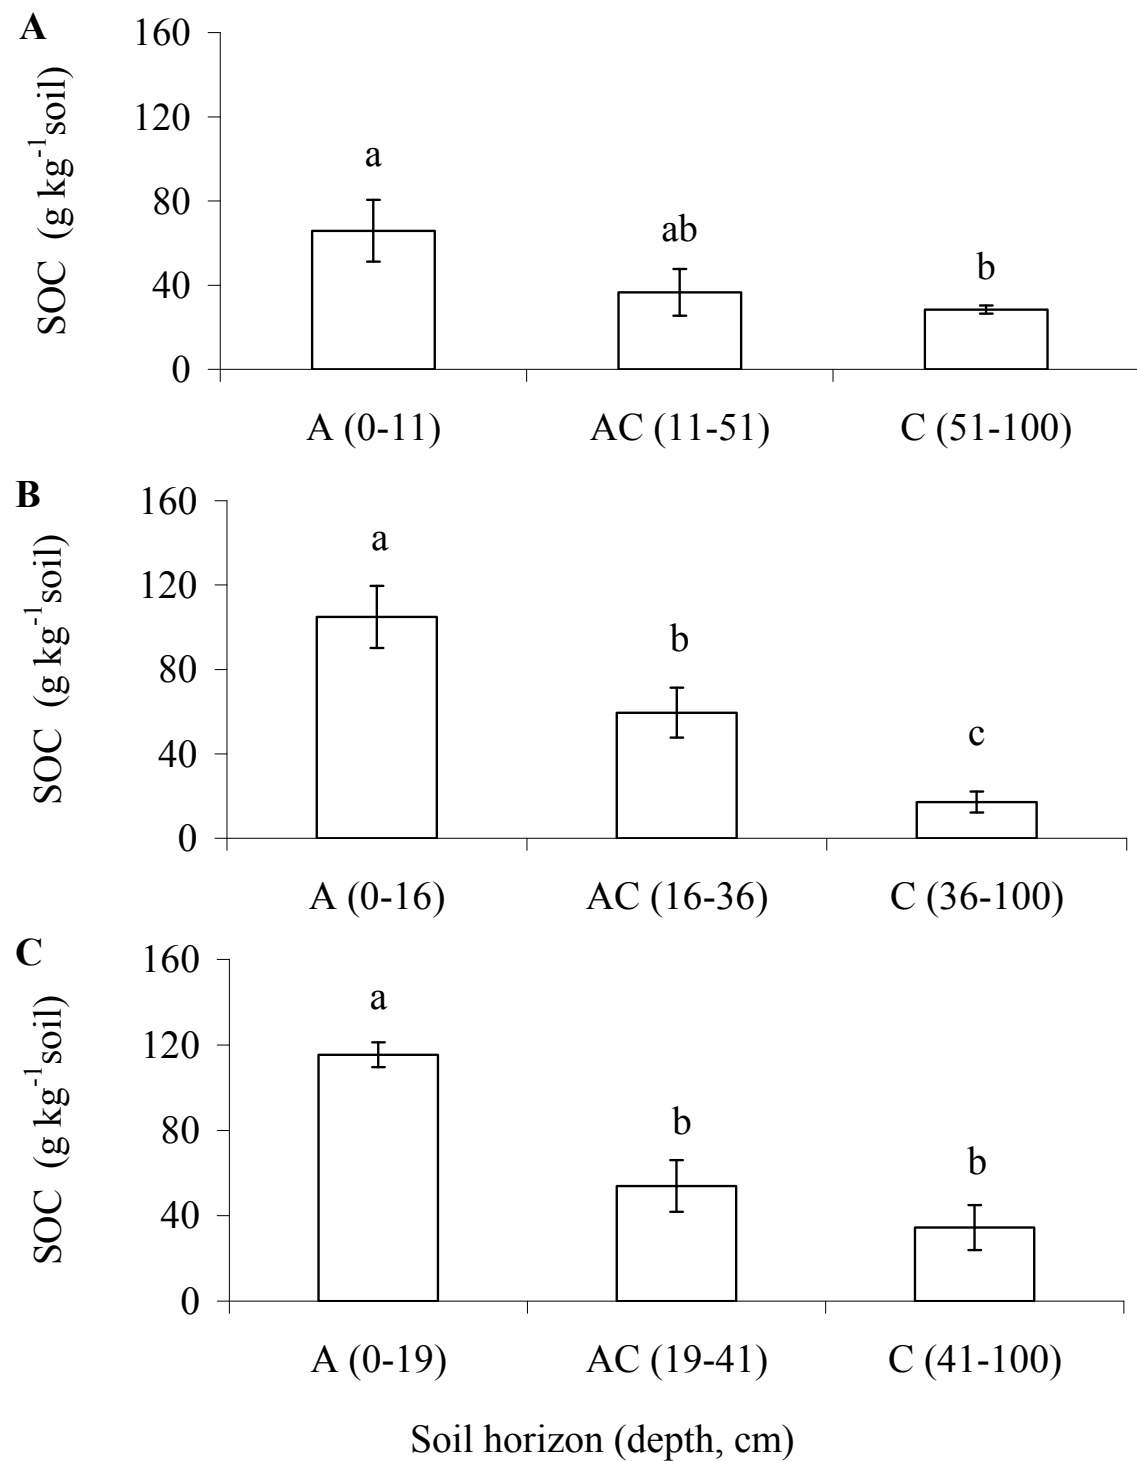 A
SOC (g kg⁻¹soil)
160
120
80
40
0
a
ab
b
A (0-11)
AC (11-51)
C (51-100)
B
SOC (g kg⁻¹soil)
160
120
80
40
0
a
b
c
A (0-16)
AC (16-36)
C (36-100)
C
SOC (g kg⁻¹soil)
160
120
80
40
0
a
b
b
A (0-19)
AC (19-41)
C (41-100)
Soil horizon (depth, cm)